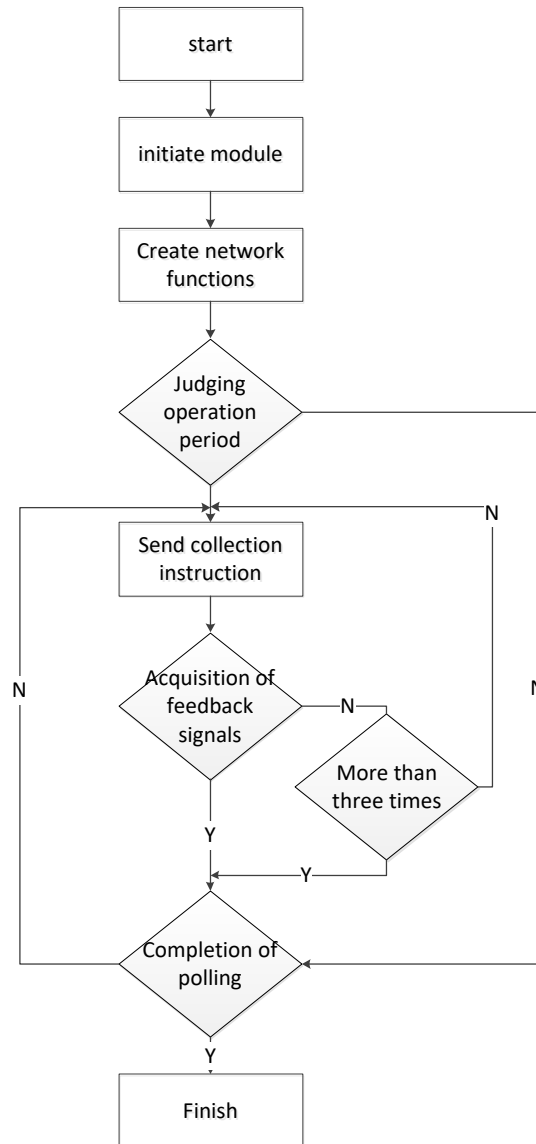 start
initiate module
Create network
functions
Judging
operation
period
N
Send collection
instruction
N
Acquisition of
feedback
signals
N
N
More than
three times
Y
Y
Completion of
polling
Y
Finish